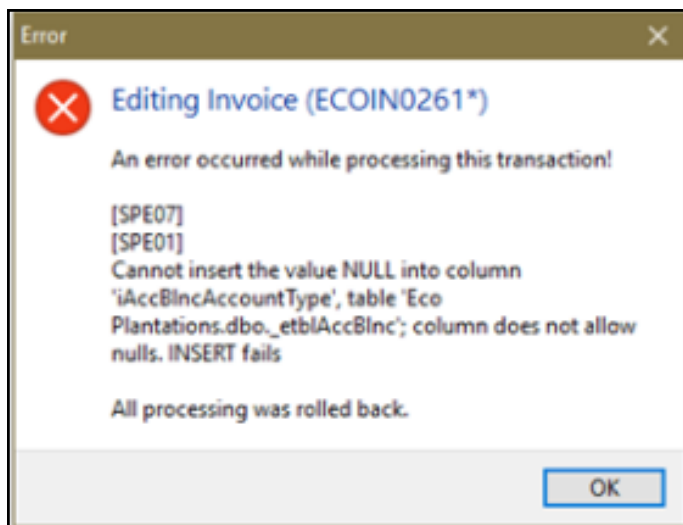 Error
Editing Invoice (ECOIN0261*)
An error occurred while processing this transaction!
[SPE07]
[SPE01]
Cannot insert the value NULL into column
'iAccBlncAccountType', table 'Eco
Plantations.dbo._etblAccBlnc'; column does not allow
nulls. INSERT fails
All processing was rolled back.
OK